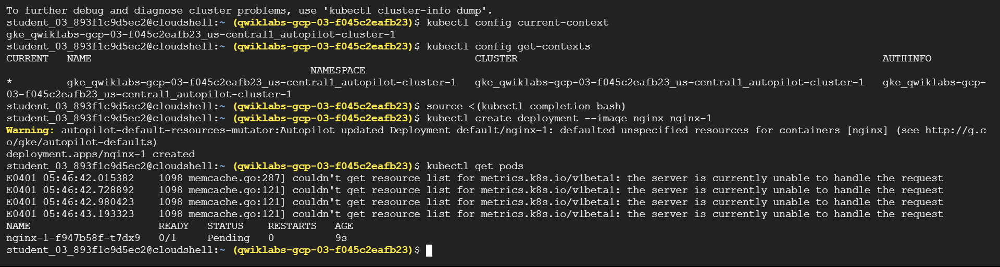 To further debug and diagnose cluster problems, use 'kubectl cluster-info dump'.
student_03_893f1c9d5ec2@cloudshell:~ (qwiklabs-gcp-03-f045c2eafb23)$ kubectl config current-context
gke_qwiklabs-gcp-03-f045c2eafb23_us-central1_autopilot-cluster-1
student_03_893f1c9d5ec2@cloudshell:~ (qwiklabs-gcp-03-f045c2eafb23)$ kubectl config get-contexts
CURRENT   NAME                                                               CLUSTER                                                            AUTHINFO
                                                  NAMESPACE
*         gke_qwiklabs-gcp-03-f045c2eafb23_us-central1_autopilot-cluster-1   gke_qwiklabs-gcp-03-f045c2eafb23_us-central1_autopilot-cluster-1   gke_qwiklabs-gcp-
03-f045c2eafb23_us-central1_autopilot-cluster-1
student_03_893f1c9d5ec2@cloudshell:~ (qwiklabs-gcp-03-f045c2eafb23)$ source <(kubectl completion bash)
student_03_893f1c9d5ec2@cloudshell:~ (qwiklabs-gcp-03-f045c2eafb23)$ kubectl create deployment --image nginx nginx-1
Warning: autopilot-default-resources-mutator:Autopilot updated Deployment default/nginx-1: defaulted unspecified resources for containers [nginx] (see http://g.c
o/gke/autopilot-defaults)
deployment.apps/nginx-1 created
student_03_893f1c9d5ec2@cloudshell:~ (qwiklabs-gcp-03-f045c2eafb23)$ kubectl get pods
E0401 05:46:42.015382    1098 memcache.go:287] couldn't get resource list for metrics.k8s.io/v1beta1: the server is currently unable to handle the request
E0401 05:46:42.728892    1098 memcache.go:121] couldn't get resource list for metrics.k8s.io/v1beta1: the server is currently unable to handle the request
E0401 05:46:42.980423    1098 memcache.go:121] couldn't get resource list for metrics.k8s.io/v1beta1: the server is currently unable to handle the request
E0401 05:46:43.193323    1098 memcache.go:121] couldn't get resource list for metrics.k8s.io/v1beta1: the server is currently unable to handle the request
NAME                     READY   STATUS    RESTARTS   AGE
nginx-1-f947b58f-t7dx9   0/1     Pending   0          9s
student_03_893f1c9d5ec2@cloudshell:~ (qwiklabs-gcp-03-f045c2eafb23)$